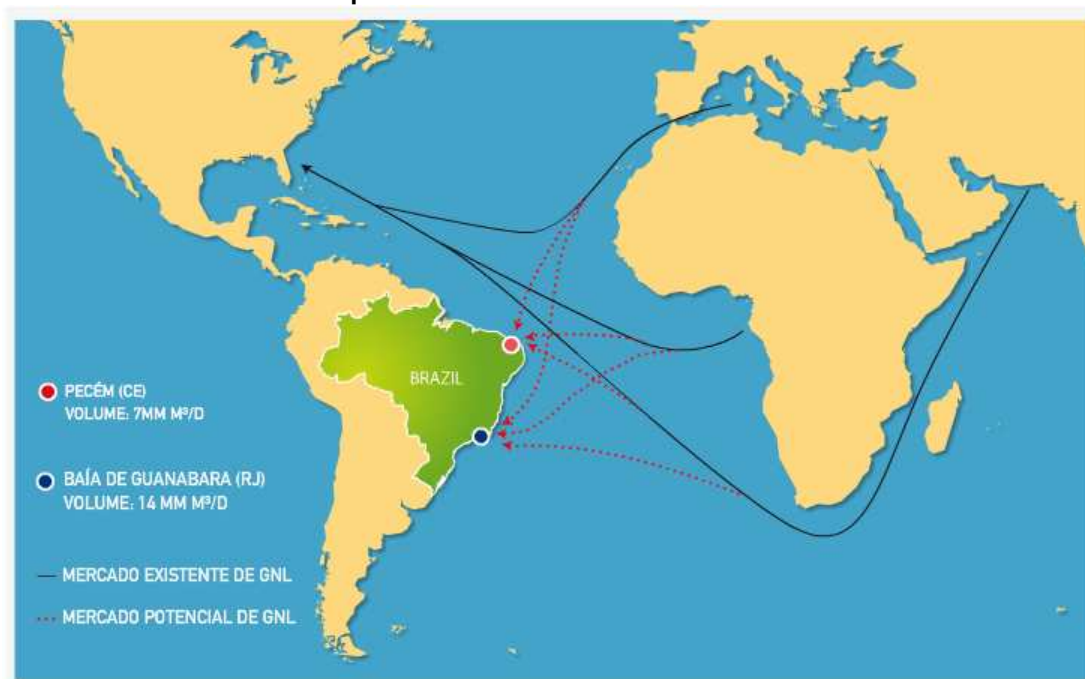 BRAZIL
PECÉM (CE)
VOLUME: 7MM M³/D
BAÍA DE GUANABARA (RJ)
VOLUME: 14 MM M³/D
MERCADO EXISTENTE DE GNL
MERCADO POTENCIAL DE GNL